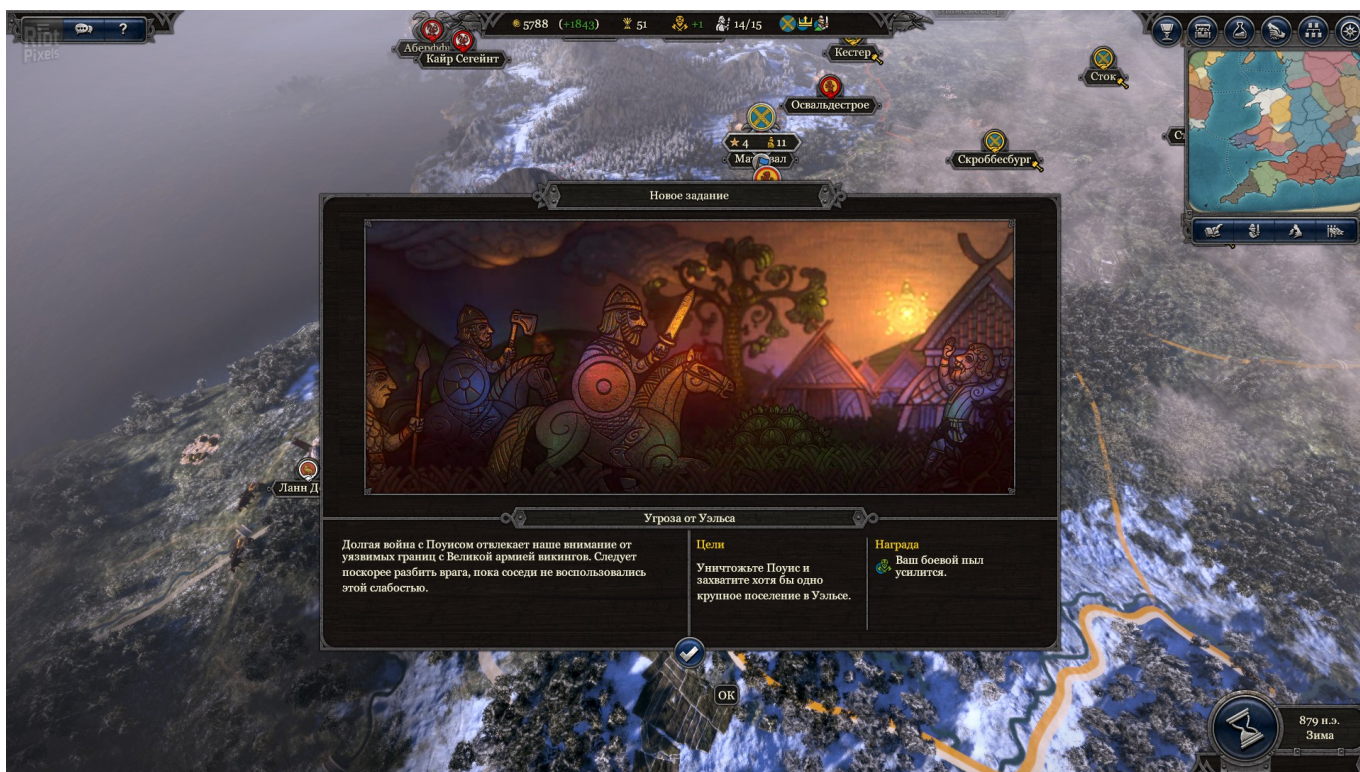 Riot
Pixels
?
5788 (+1843) 51 +1 14/15
Кайр Сегейнт
Кестер
Сток
Освальдестрое
4 11
Скроббесбург
Новое задание
Ланн
Угроза от Уэльса
Долгая война с Поуисом отвлекает наше внимание от
уязвимых границ с Великой армией викингов. Следует
поскорее разбить врага, пока соседи не воспользовались
этой слабостью.
Цели
Уничтожьте Поуис и
захватите хотя бы одно
крупное поселение в Уэльсе.
Награда
Ваш боевой пыл
усилится.
OK
879 н.э.
Зима